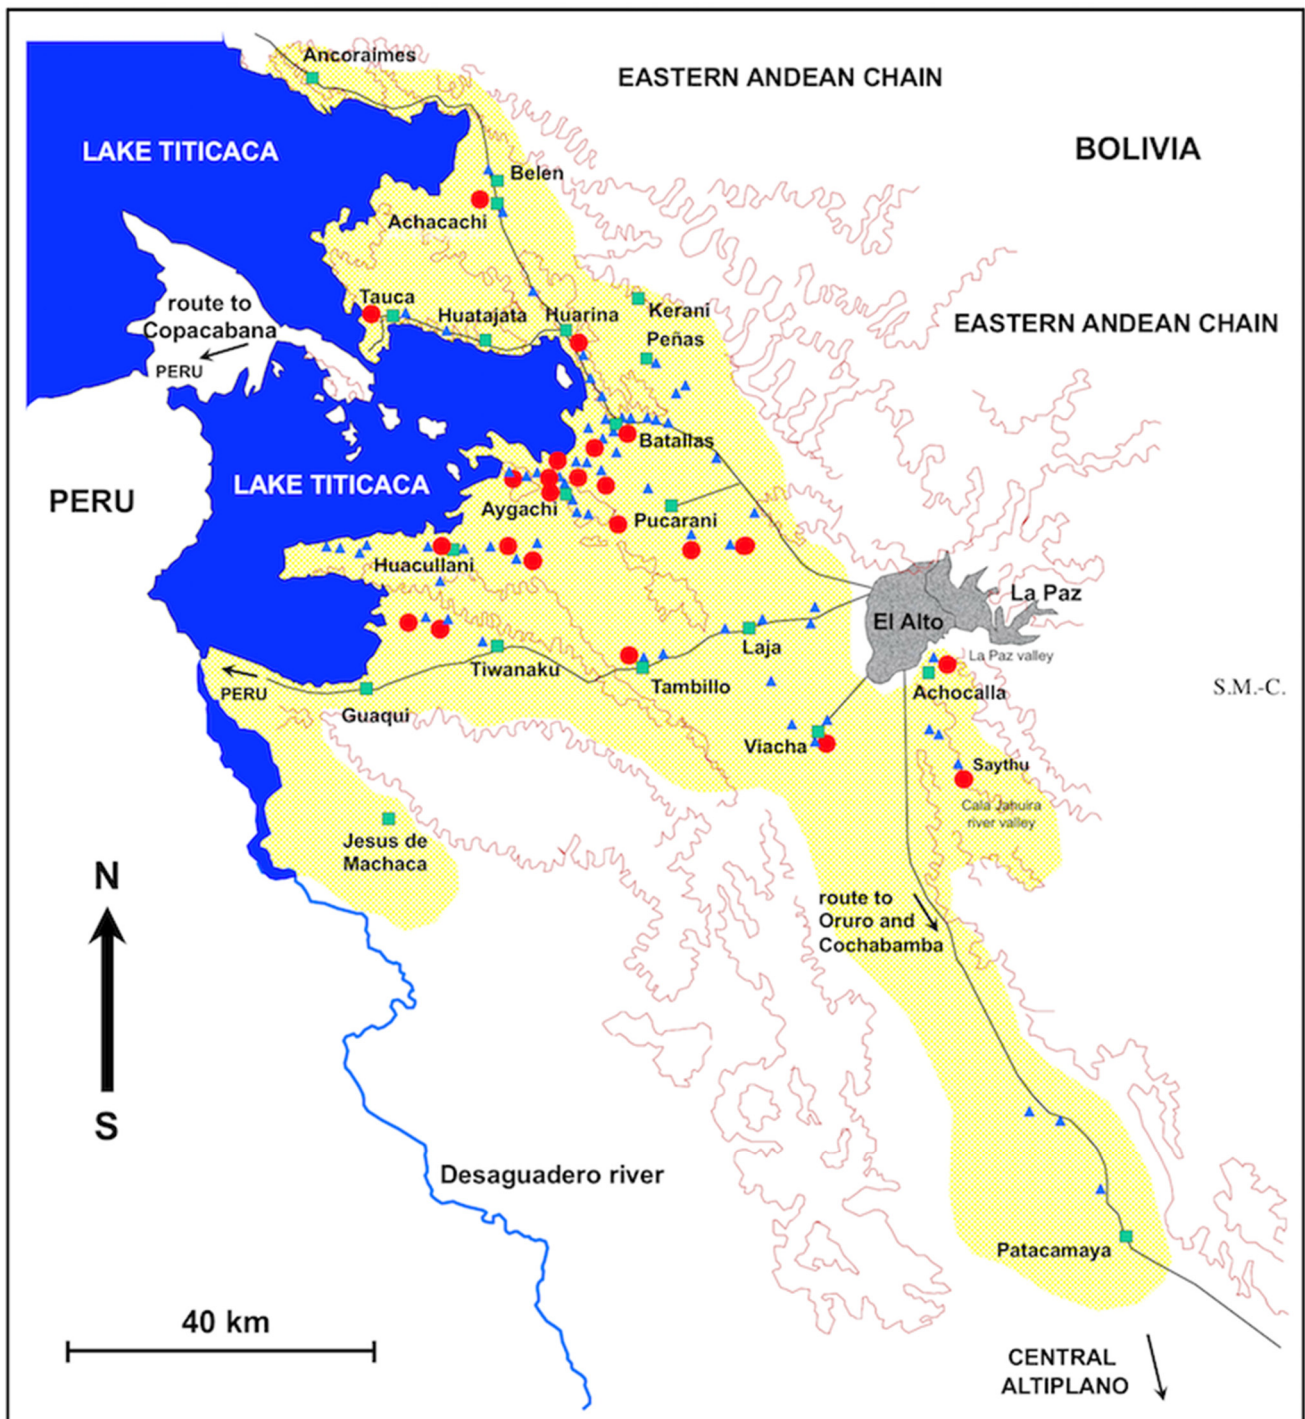 Ancoraimes
EASTERN ANDEAN CHAIN
LAKE TITICACA
BOLIVIA
Belen
Achacachi
Tauca
route to
Copacabana
PERU
Huatajata
Huarina
Kerani
Peñas
EASTERN ANDEAN CHAIN
Batallas
LAKE TITICACA
PERU
Aygachi
Pucarani
Huacullani
La Paz
El Alto
La Paz valley
Laja
Tiwanaku
Tambillo
Achocalla
S.M.-C.
PERU
Guaqui
Viacha
Saythu
Cala Jahuira
river valley
Jesus de
Machaca
N
route to
Oruro and
Cochabamba
S
Desaguadero river
Patacamaya
40 km
CENTRAL
ALTIPLANO